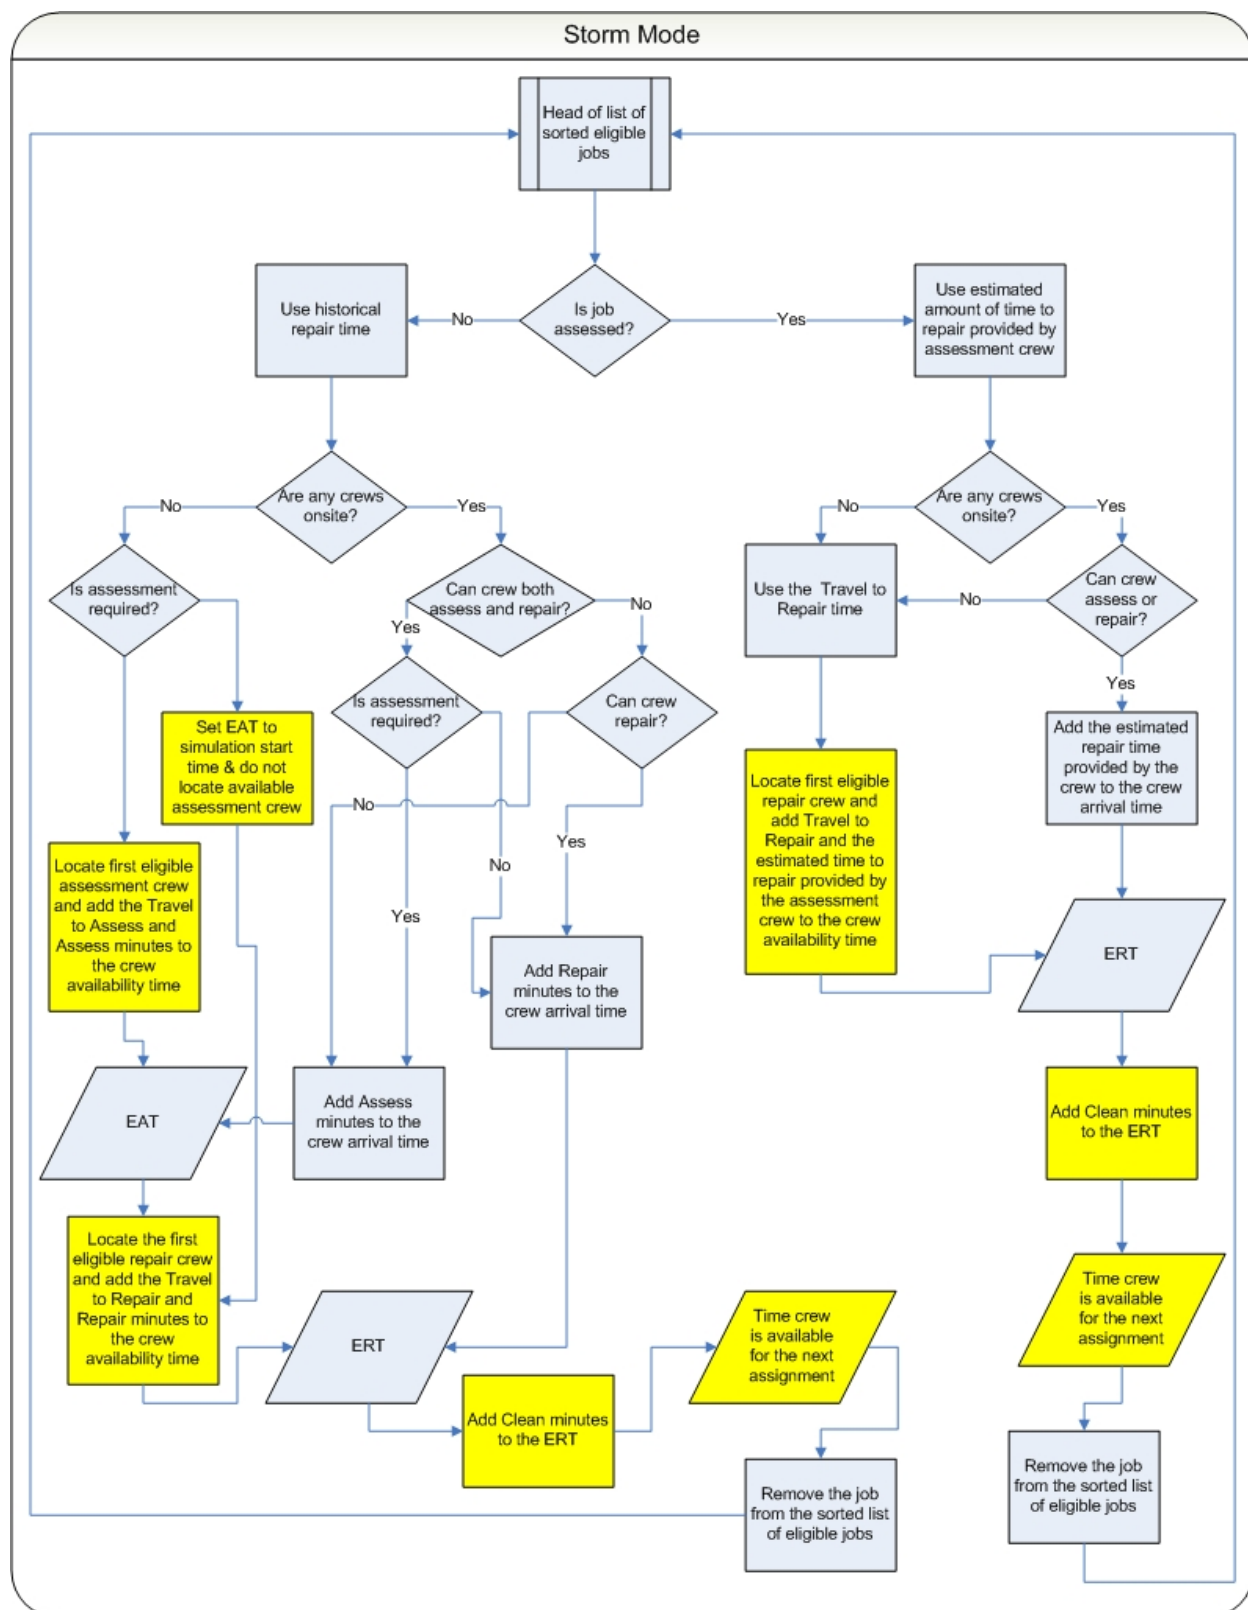 Storm Mode
Head of list of
sorted eligible
jobs
Use historical
repair time
No
Is job
assessed?
Yes
Use estimated
amount of time to
repair provided by
assessment crew
Are any crews
onsite?
No
Yes
Are any crews
onsite?
No
Yes
Is assessment
required?
Can crew both
assess and repair?
Yes
No
Use the Travel to
Repair time
No
Can crew
assess or
repair?
Yes
Set EAT to
simulation start
time & do not
locate available
assessment crew
Is assessment
required?
Can crew
repair?
No
Yes
No
Yes
Add the estimated
repair time
provided by the
crew to the crew
arrival time
Locate first eligible
repair crew and
add Travel to
Repair and the
estimated time to
repair provided by
the assessment
crew to the crew
availability time
Locate first eligible
assessment crew
and add the Travel
to Assess and
Assess minutes to
the crew
availability time
Add Repair
minutes to the
crew arrival time
ERT
EAT
Add Assess
minutes to the
crew arrival time
Add Clean minutes
to the ERT
Locate the first
eligible repair crew
and add the Travel
to Repair and
Repair minutes to
the crew
availability time
ERT
Time crew
is available
for the next
assignment
Time crew
is available
for the next
assignment
Add Clean minutes
to the ERT
Remove the job
from the sorted list
of eligible jobs
Remove the job
from the sorted list
of eligible jobs